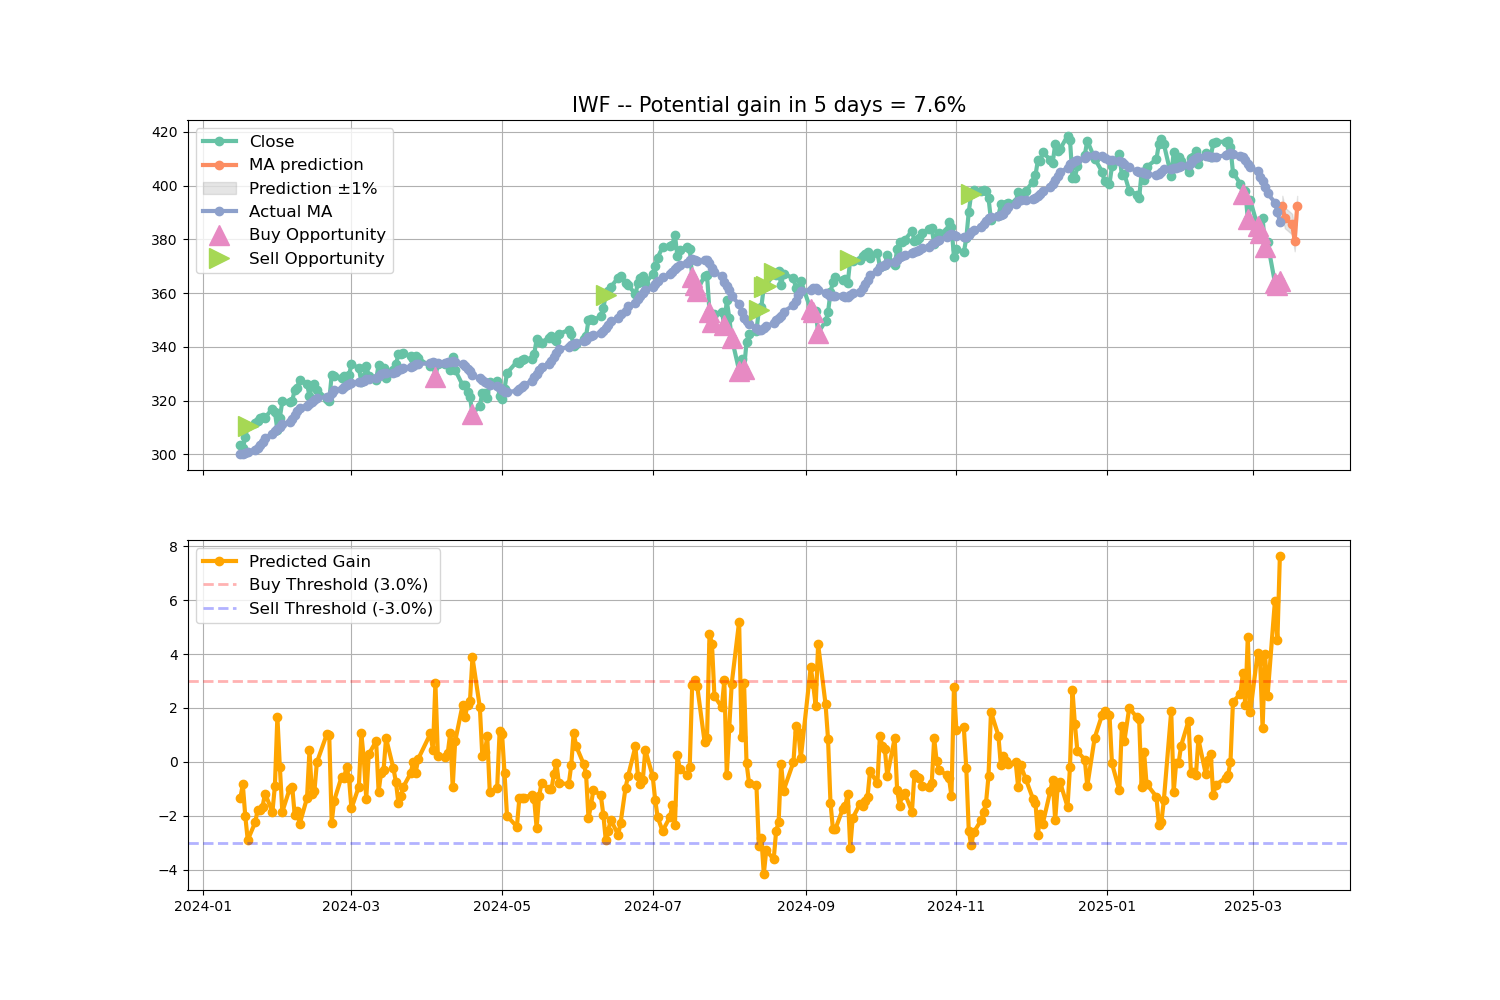 IWF -- Potential gain in 5 days = 7.6%
420
400
380
360
340
320
300
Close
MA prediction
Prediction ±1%
Actual MA
Buy Opportunity
Sell Opportunity
8
6
4
2
0
−2
−4
Predicted Gain
Buy Threshold (3.0%)
Sell Threshold (-3.0%)
2024-01 2024-03 2024-05 2024-07 2024-09 2024-11 2025-01 2025-03